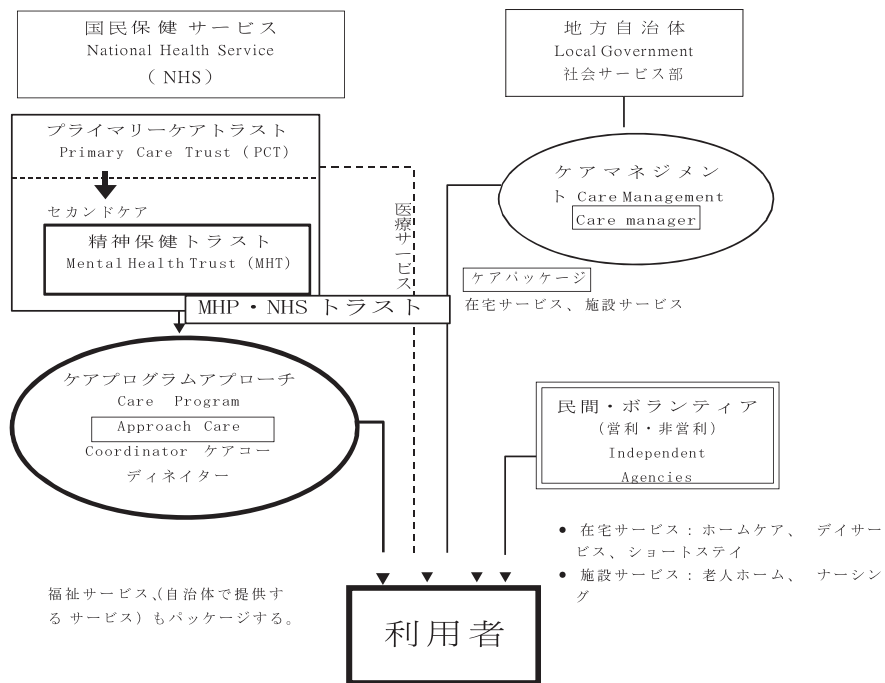 国民保健 サービス
National Health Service
（ NHS）
地方自治体
Local Government
社会サービス部
プライマリーケアトラスト
Primary Care Trust (PCT)
セカンドケア
精神保健トラスト
Mental Health Trust (MHT)
MHP・NHS トラスト
医療サービス
ケアマネジメン
ト Care Management
Care manager
ケアパッケージ
在宅サービス、施設サービス
ケアプログラムアプローチ
Care Program
Approach Care
Coordinator ケアコー
ディネイター
民間・ボランティア
（営利・非営利）
Independent
Agencies
• 在宅サービス：ホームケア、 デイサー
ビス、ショートステイ
• 施設サービス：老人ホーム、 ナーシン
グ
福祉サービス、（自治体で提供す
る サービス）もパッケージする。
利用者